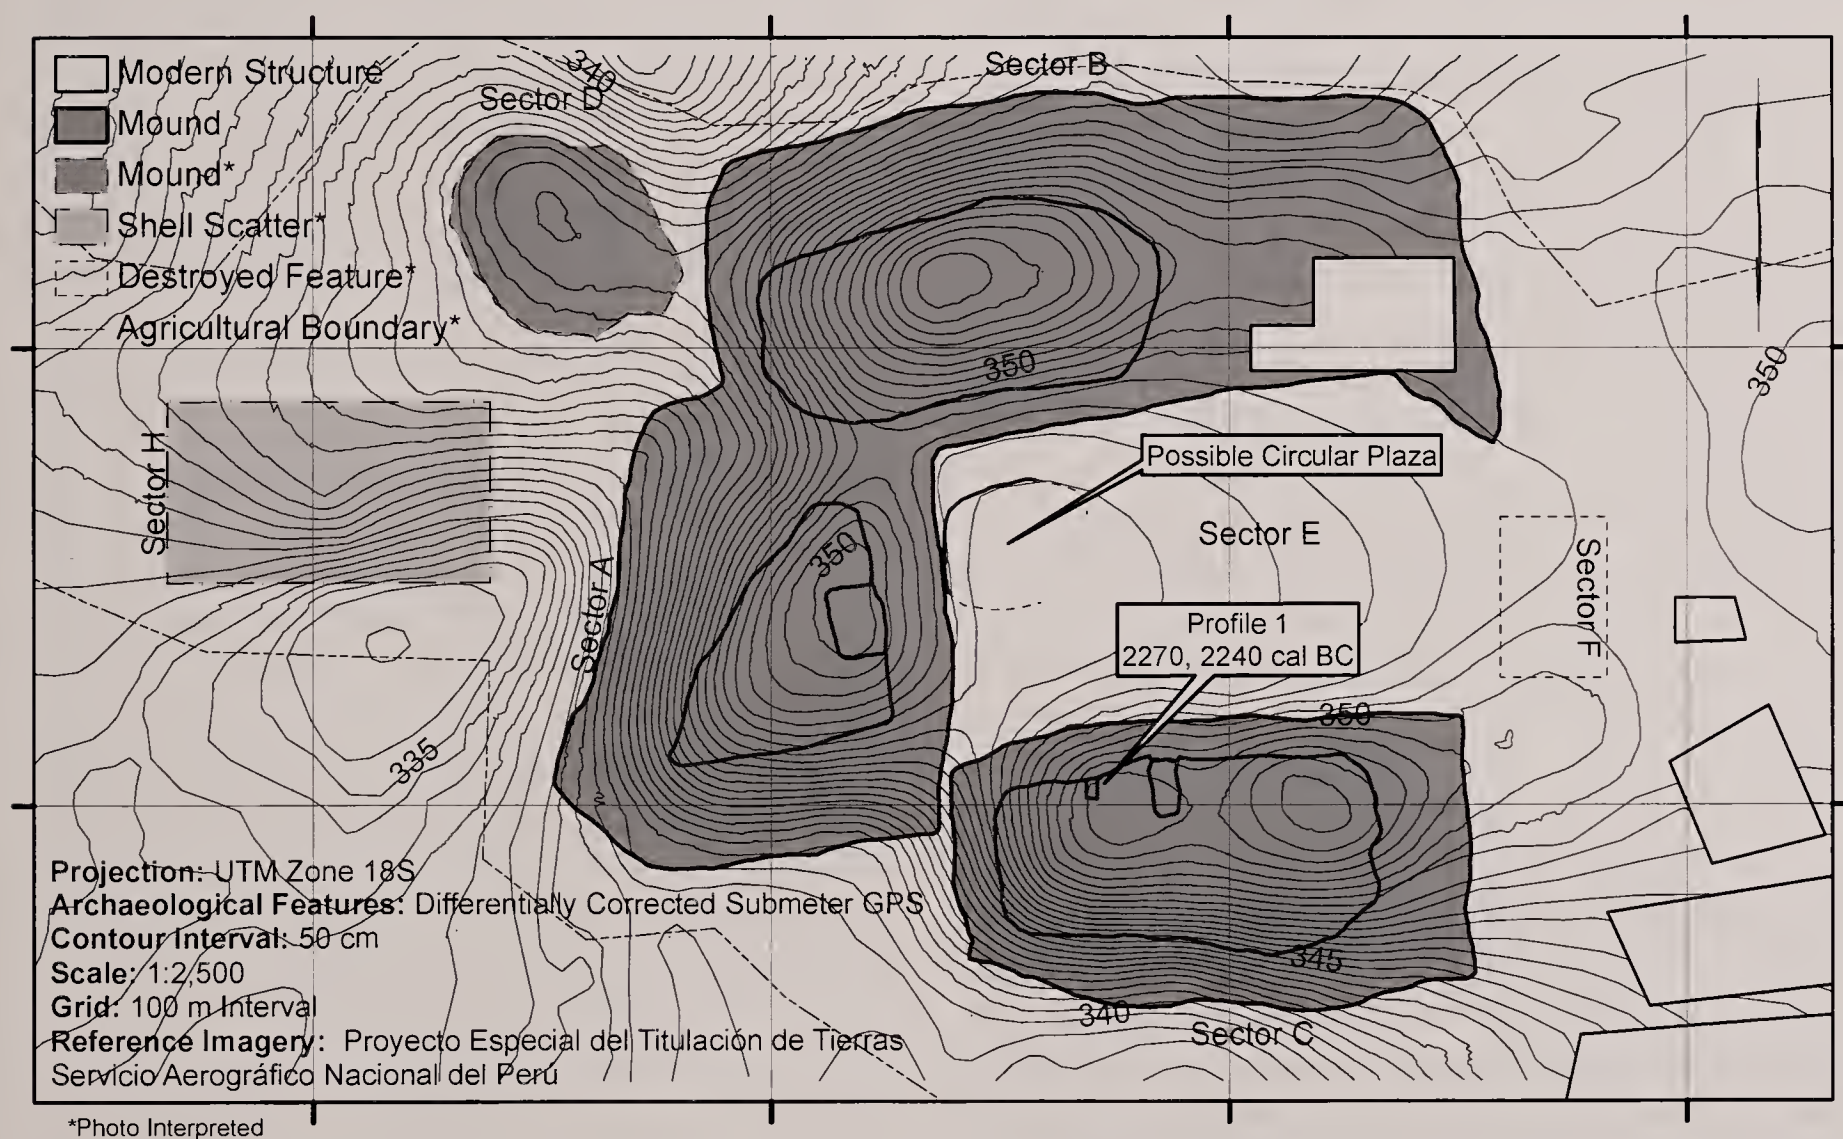 Modern Structure
Mound
Mound*
Shell Scatter*
Destroyed Feature*
Agricultural Boundary*
340
Sector D
Sector B
350
350
Sector H
Possible Circular Plaza
Sector E
350
Sector A
Sector F
Profile 1
2270, 2240 cal BC
350
335
345
340
Sector C
Projection: UTM Zone 18S
Archaeological Features: Differentially Corrected Submeter GPS
Contour Interval: 50 cm
Scale: 1:2,500
Grid: 100 m Interval
Reference Imagery: Proyecto Especial del Titulación de Tierras
Servicio Aerográfico Nacional del Perú
*Photo Interpreted